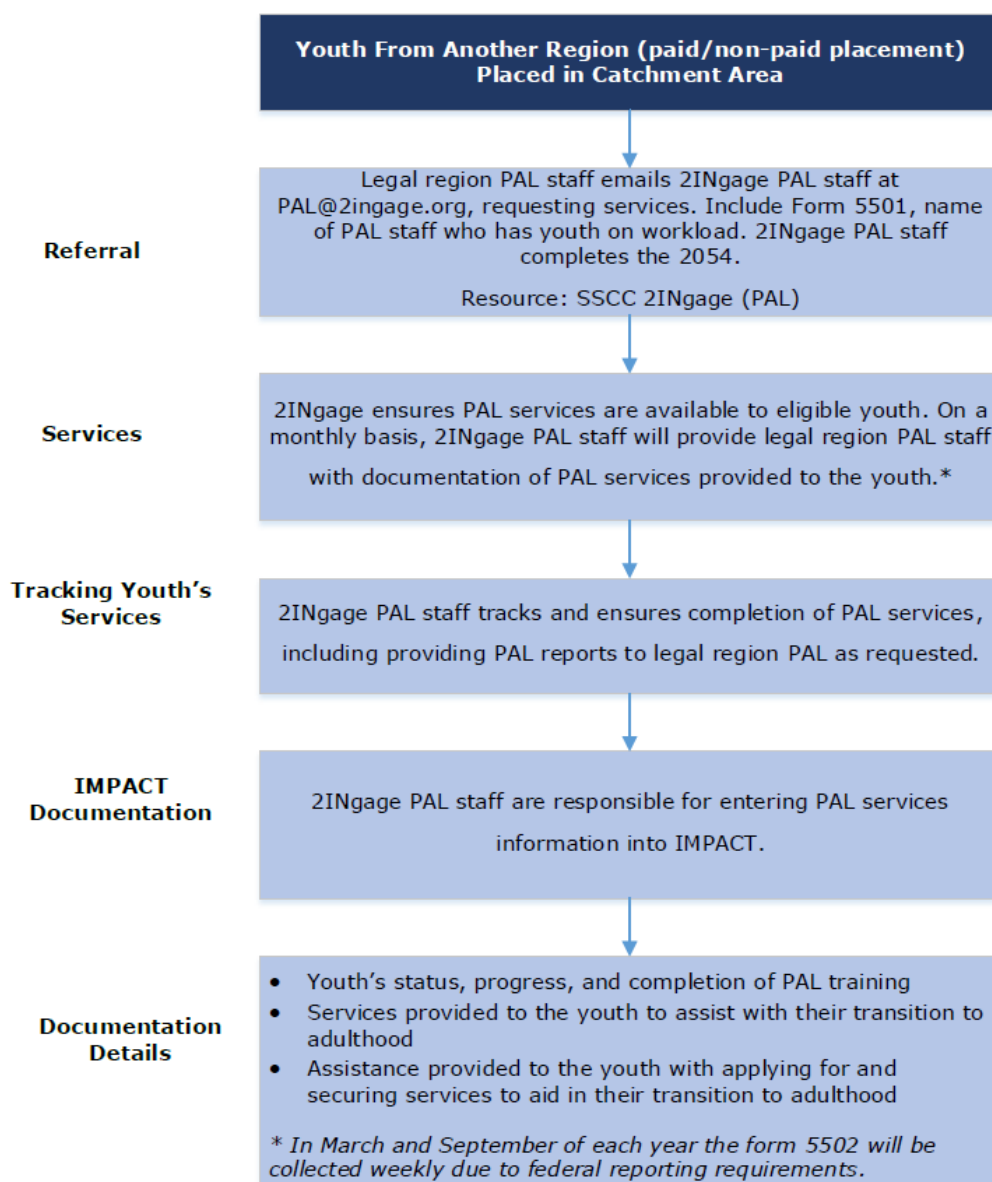 Youth From Another Region (paid/non-paid placement)
Placed in Catchment Area
Referral
Legal region PAL staff emails 2INgage PAL staff at
PAL@2ingage.org, requesting services. Include Form 5501, name
of PAL staff who has youth on workload. 2INgage PAL staff
completes the 2054.
Resource: SSCC 2INgage (PAL)
Services
2INgage ensures PAL services are available to eligible youth. On a
monthly basis, 2INgage PAL staff will provide legal region PAL staff
with documentation of PAL services provided to the youth.*
Tracking Youth’s
Services
2INgage PAL staff tracks and ensures completion of PAL services,
including providing PAL reports to legal region PAL as requested.
IMPACT
Documentation
2INgage PAL staff are responsible for entering PAL services
information into IMPACT.
Documentation
Details
• Youth’s status, progress, and completion of PAL training
• Services provided to the youth to assist with their transition to
adulthood
• Assistance provided to the youth with applying for and
securing services to aid in their transition to adulthood
* In March and September of each year the form 5502 will be
collected weekly due to federal reporting requirements.